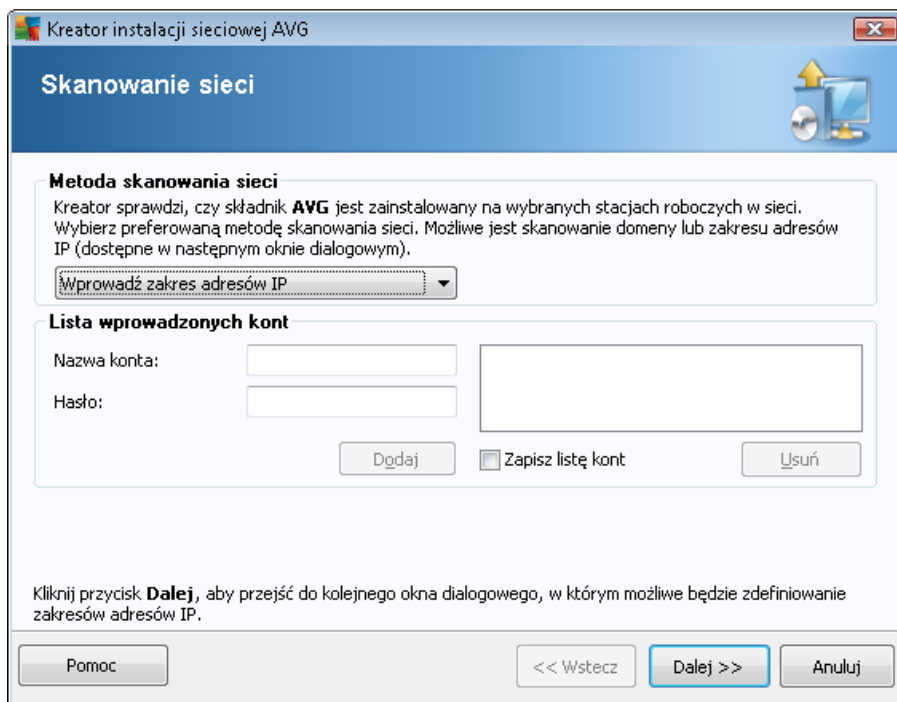 Kreator instalacji sieciowej AVG
Skanowanie sieci
Metoda skanowania sieci
Kreator sprawdzi, czy składnik AVG jest zainstalowany na wybranych stacjach roboczych w sieci.
Wybierz preferowaną metodę skanowania sieci. Możliwe jest skanowanie domeny lub zakresu adresów
IP (dostępne w następnym oknie dialogowym).
Wprowadź zakres adresów IP
Lista wprowadzonych kont
Nazwa konta:
Hasło:
Dodaj
Zapisz listę kont
Usuń
Kliknij przycisk Dalej, aby przejść do kolejnego okna dialogowego, w którym możliwe będzie zdefiniowanie
zakresów adresów IP.
Pomoc
<< Wstecz
Dalej >>
Anuluj